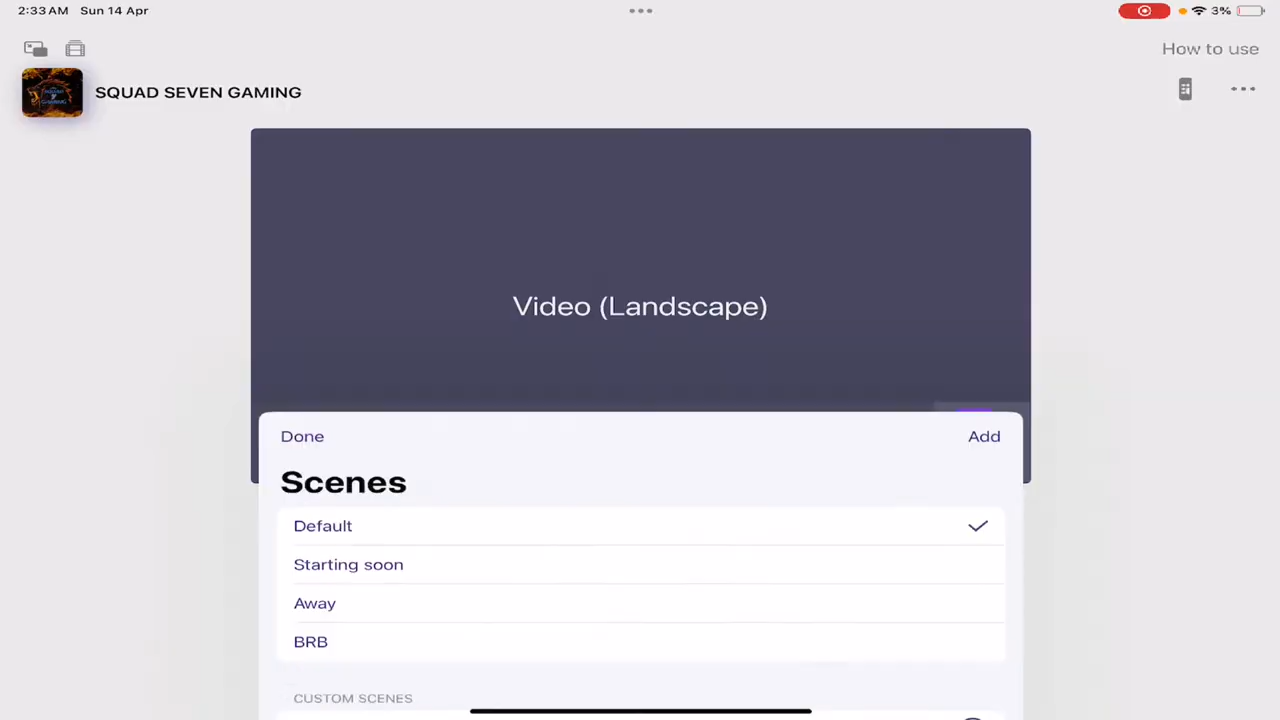 2:33 AM Sun 14 Apr
3%
How to use
SQUAD SEVEN GAMING
Video (Landscape)
Done
Add
Scenes
Default
Starting soon
Away
BRB
CUSTOM SCENES